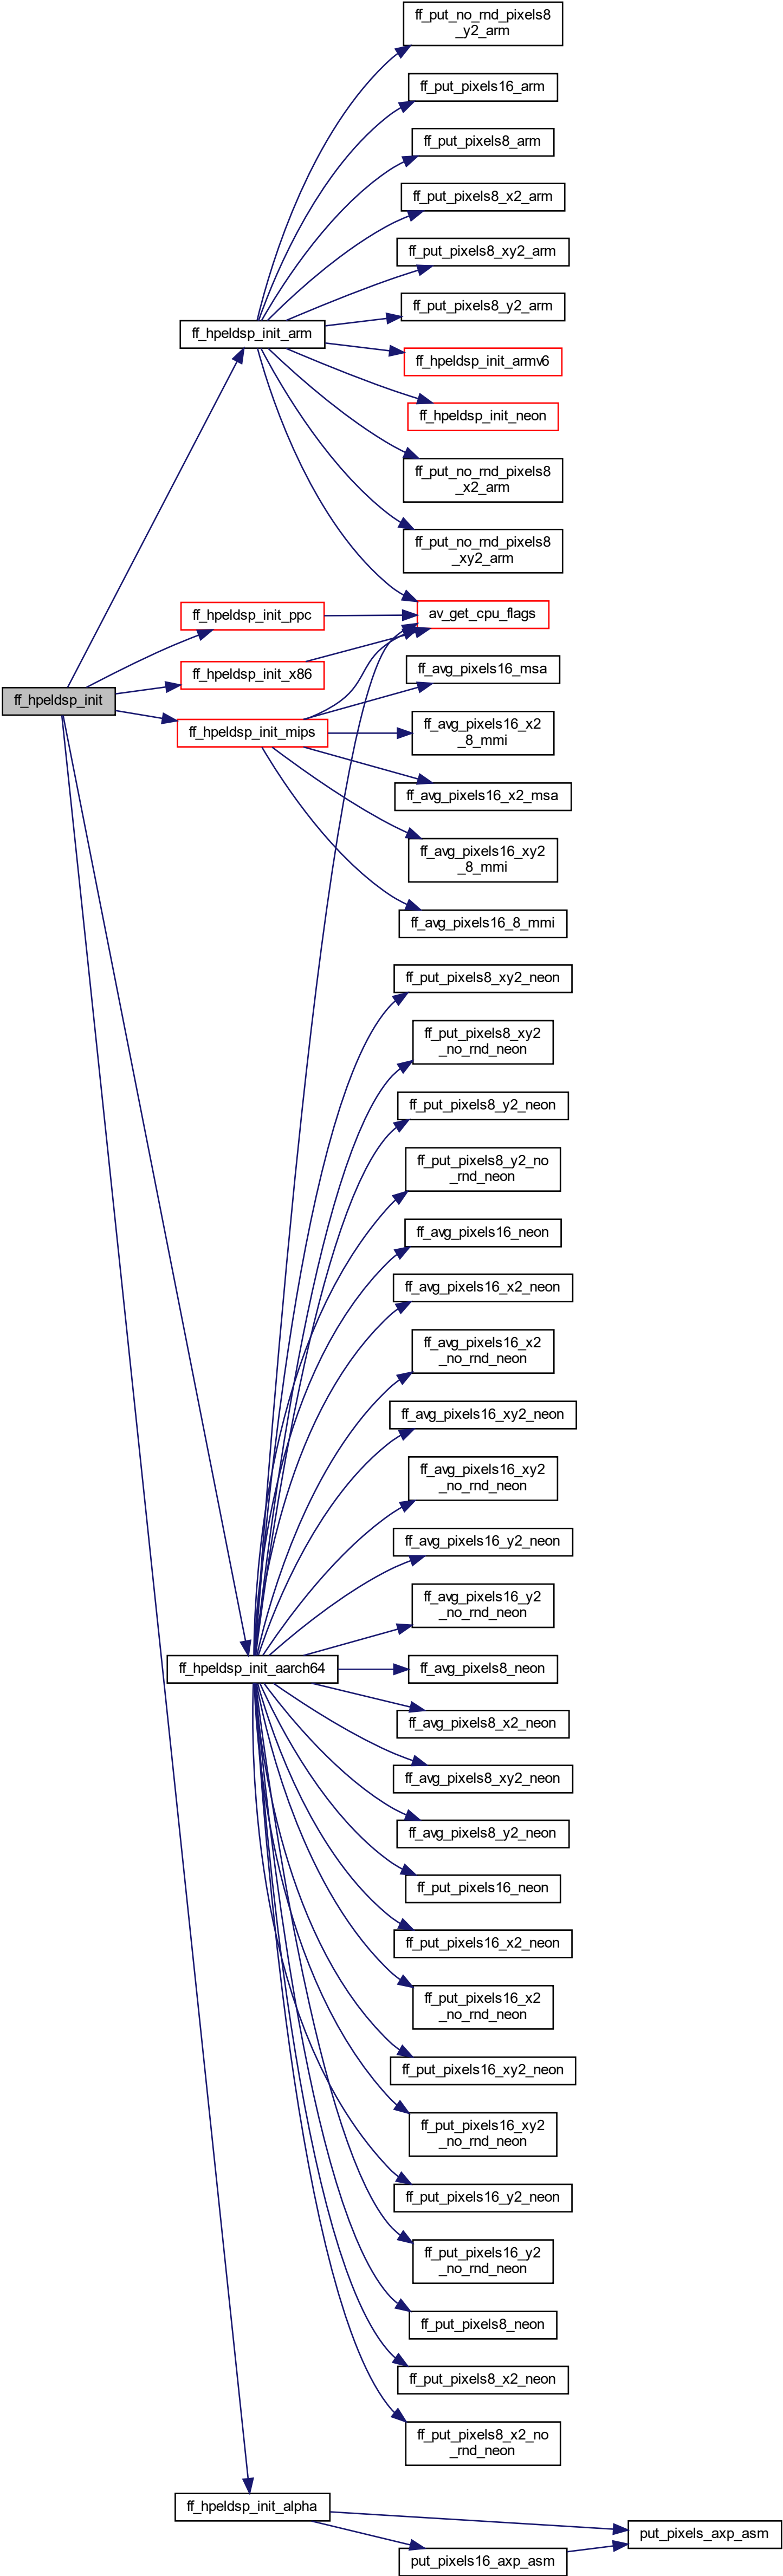 ff_put_no_rnd_pixels8
_y2_arm
ff_put_pixels16_arm
ff_put_pixels8_arm
ff_put_pixels8_x2_arm
ff_put_pixels8_xy2_arm
ff_put_pixels8_y2_arm
ff_hpeldsp_init_arm
ff_hpeldsp_init_armv6
ff_hpeldsp_init_neon
ff_put_no_rnd_pixels8
_x2_arm
ff_put_no_rnd_pixels8
_xy2_arm
av_get_cpu_flags
ff_hpeldsp_init_ppc
ff_hpeldsp_init_x86
ff_hpeldsp_init
ff_hpeldsp_init_mips
ff_avg_pixels16_msa
ff_avg_pixels16_x2
_8_mmi
ff_avg_pixels16_x2_msa
ff_avg_pixels16_xy2
_8_mmi
ff_avg_pixels16_8_mmi
ff_put_pixels8_xy2_neon
ff_put_pixels8_xy2
_no_rnd_neon
ff_put_pixels8_y2_neon
ff_put_pixels8_y2_no
_rnd_neon
ff_avg_pixels16_neon
ff_avg_pixels16_x2_neon
ff_avg_pixels16_x2
_no_rnd_neon
ff_avg_pixels16_xy2_neon
ff_avg_pixels16_xy2
_no_rnd_neon
ff_avg_pixels16_y2_neon
ff_avg_pixels16_y2
_no_rnd_neon
ff_hpeldsp_init_aarch64
ff_avg_pixels8_neon
ff_avg_pixels8_x2_neon
ff_avg_pixels8_xy2_neon
ff_avg_pixels8_y2_neon
ff_put_pixels16_neon
ff_put_pixels16_x2_neon
ff_put_pixels16_x2
_no_rnd_neon
ff_put_pixels16_xy2_neon
ff_put_pixels16_xy2
_no_rnd_neon
ff_put_pixels16_y2_neon
ff_put_pixels16_y2
_no_rnd_neon
ff_put_pixels8_neon
ff_put_pixels8_x2_neon
ff_put_pixels8_x2_no
_rnd_neon
ff_hpeldsp_init_alpha
put_pixels_axp_asm
put_pixels16_axp_asm